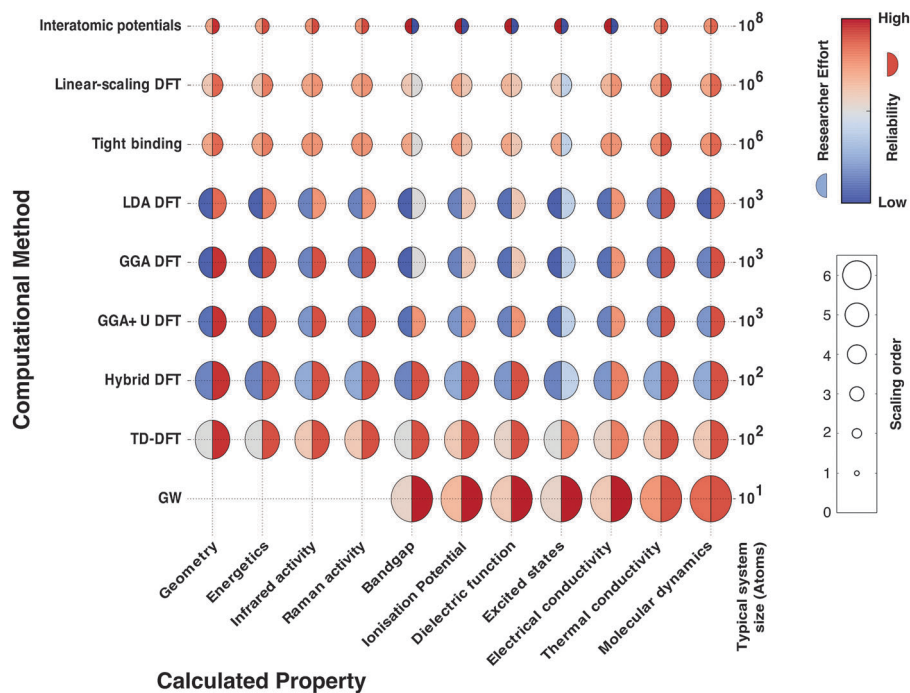 Computational Method
Interatomic potentials
Linear-scaling DFT
Tight binding
LDA DFT
GGA DFT
GGA+ U DFT
Hybrid DFT
TD-DFT
GW
10^8
10^6
10^6
10^3
10^3
10^3
10^2
10^2
10^1
Geometry
Energetics
Infrared activity
Raman activity
Bandgap
Ionisation Potential
Dielectric function
Excited states
Electrical conductivity
Thermal conductivity
Molecular dynamics
Typical system
size (Atoms)
Calculated Property
Researcher Effort
High
Low
Reliability
6
5
4
3
2
1
0
Scaling order